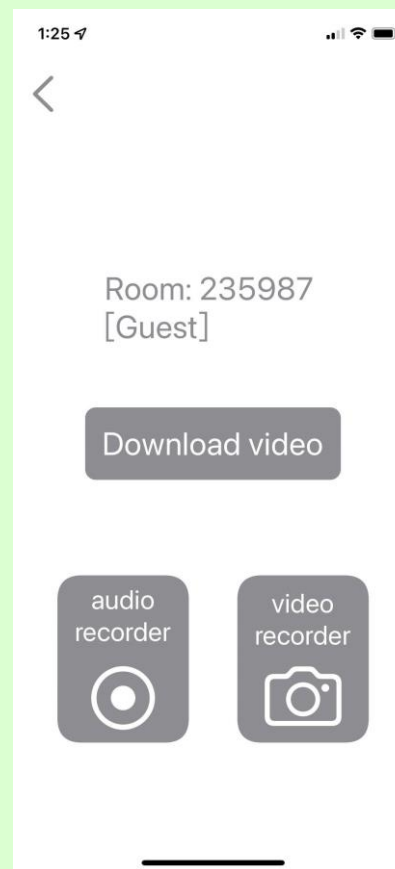 1:25
Room: 235987
[Guest]
Download video
audio
recorder
video
recorder